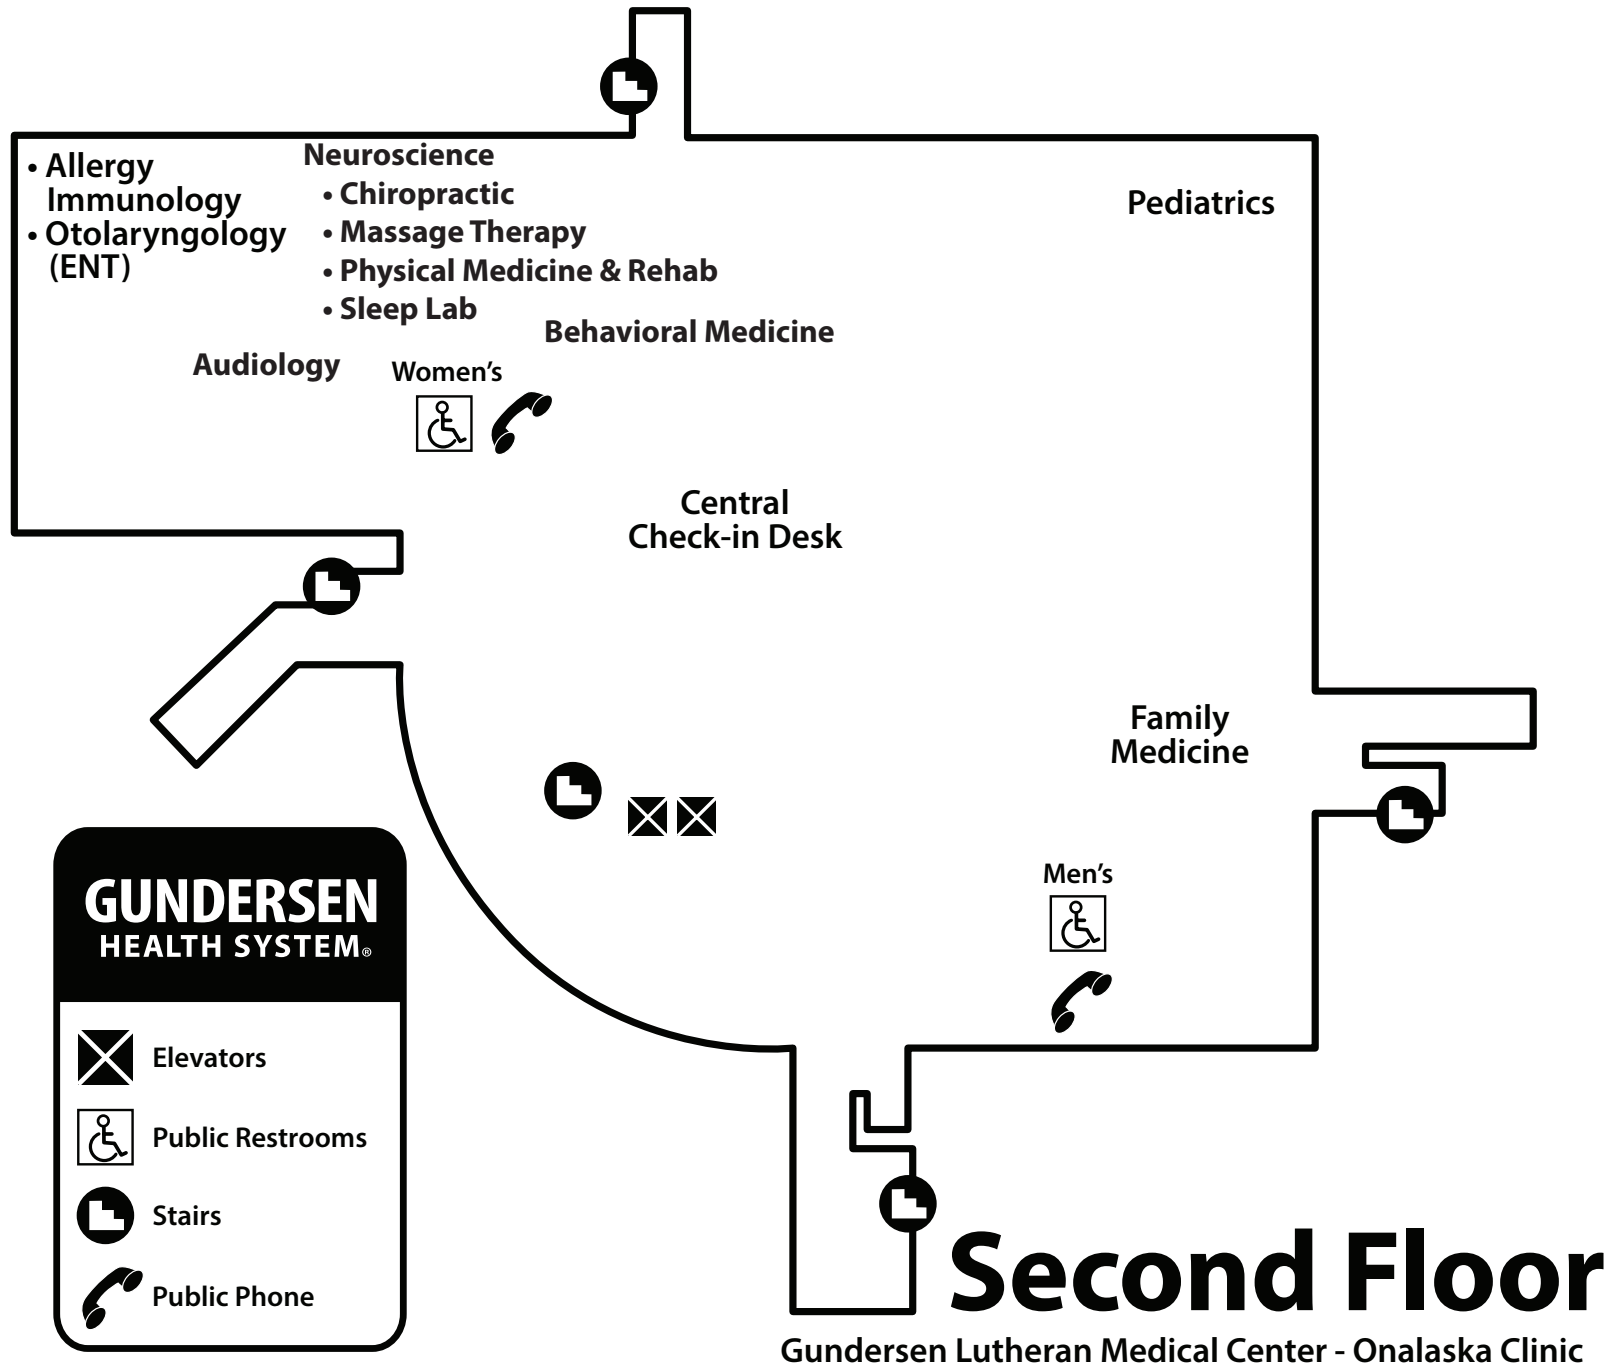 • Allergy
Immunology
• Otolaryngology
(ENT)
Neuroscience
• Chiropractic
• Massage Therapy
• Physical Medicine & Rehab
• Sleep Lab
Pediatrics
Behavioral Medicine
Audiology
Women’s
Central
Check-in Desk
Family
Medicine
Men’s
GUNDERSEN
HEALTH SYSTEM®
Elevators
Public Restrooms
Stairs
Public Phone
Second Floor
Gundersen Lutheran Medical Center - Onalaska Clinic